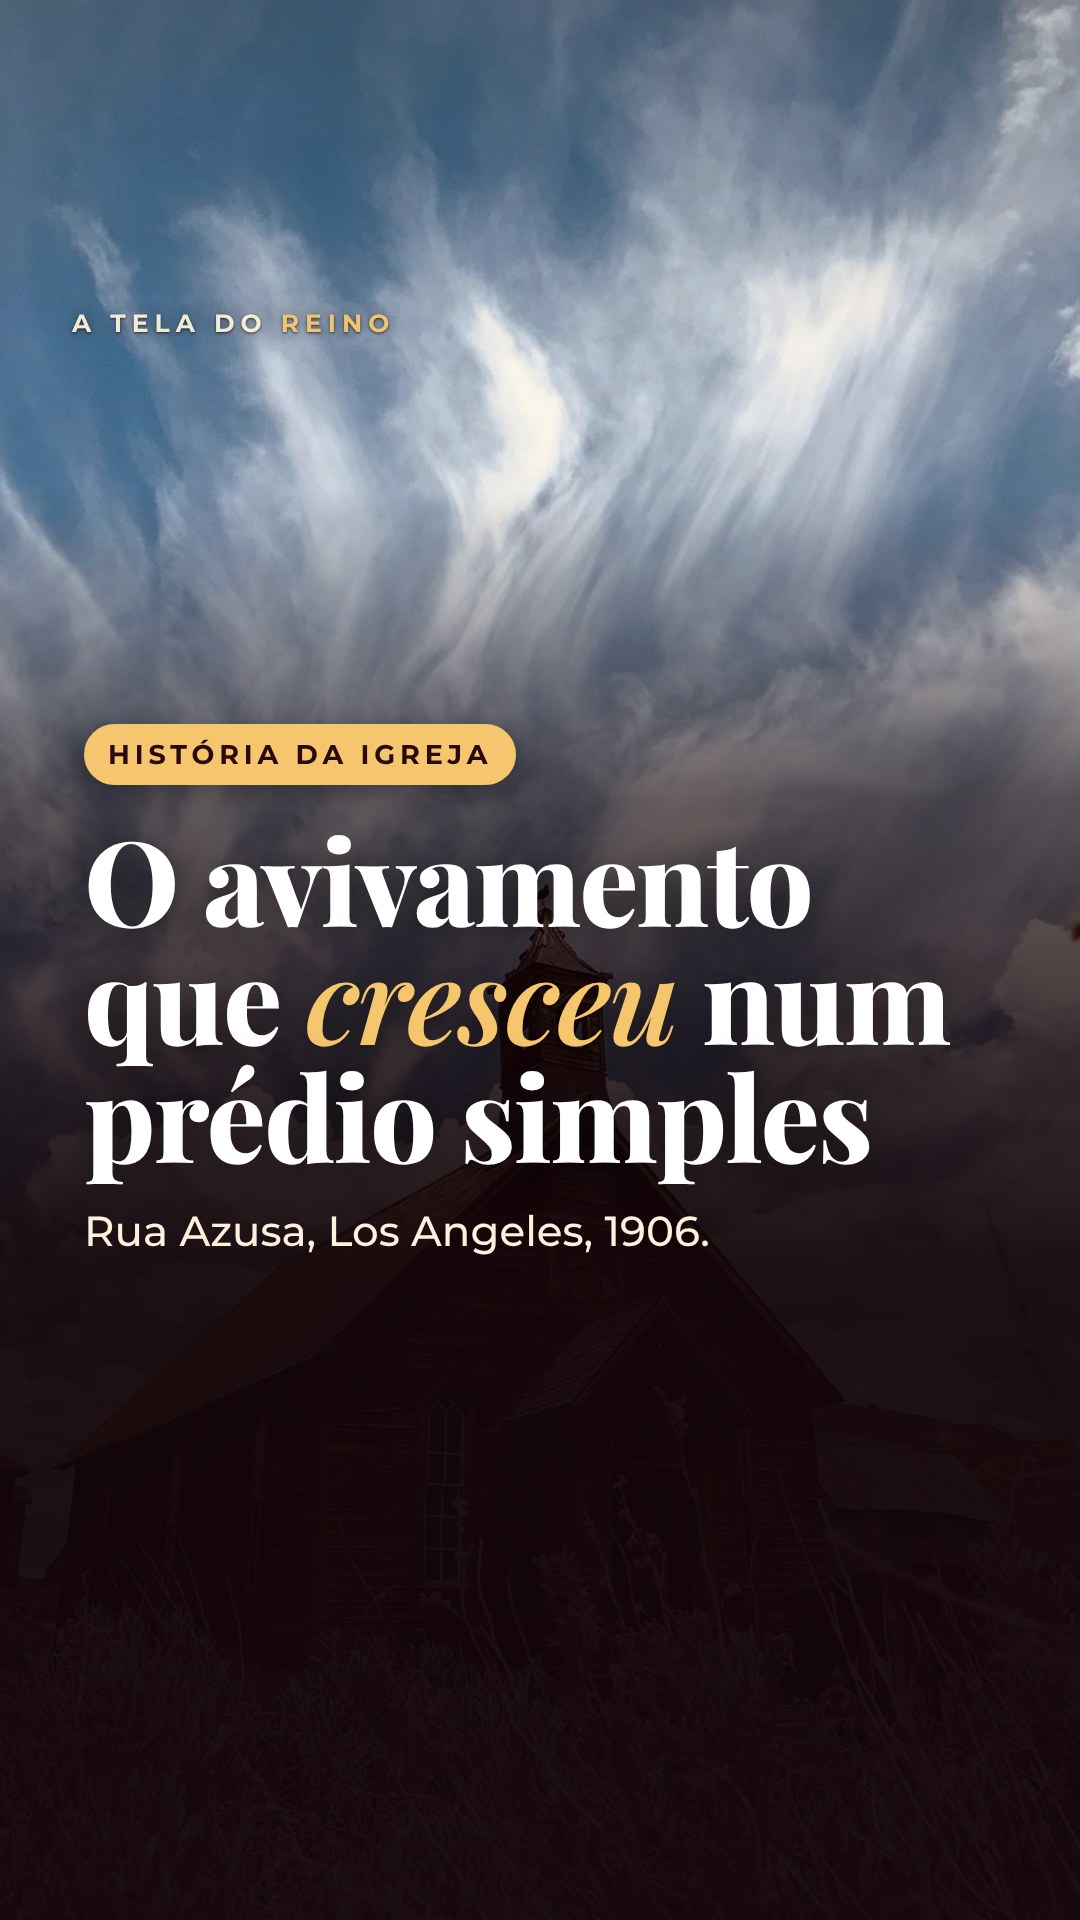 A TELA DO REINO
HISTÓRIA DA IGREJA
O avivamento
que cresceu num
prédio simples
Rua Azusa, Los Angeles, 1906.